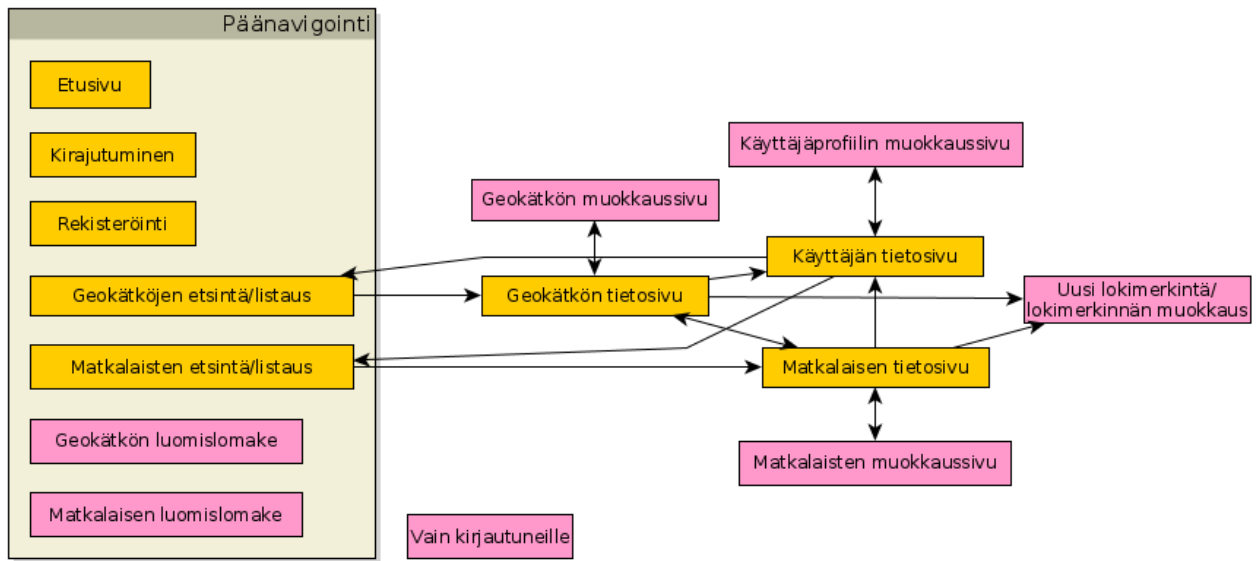 Päänavigointi
Etusivu
Kirajutuminen
Rekisteröinti
Geokätköjen etsintä/listaus
Matkalaisten etsintä/listaus
Geokätkön luomislomake
Matkalaisen luomislomake
Geokätkön muokkaussivu
Geokätkön tietosivu
Käyttäjäprofiilin muokkaussivu
Käyttäjän tietosivu
Uusi lokimerkintä/
lokimerkinnän muokkaus
Matkalaisen tietosivu
Matkalaisten muokkaussivu
Vain kirjautuneille